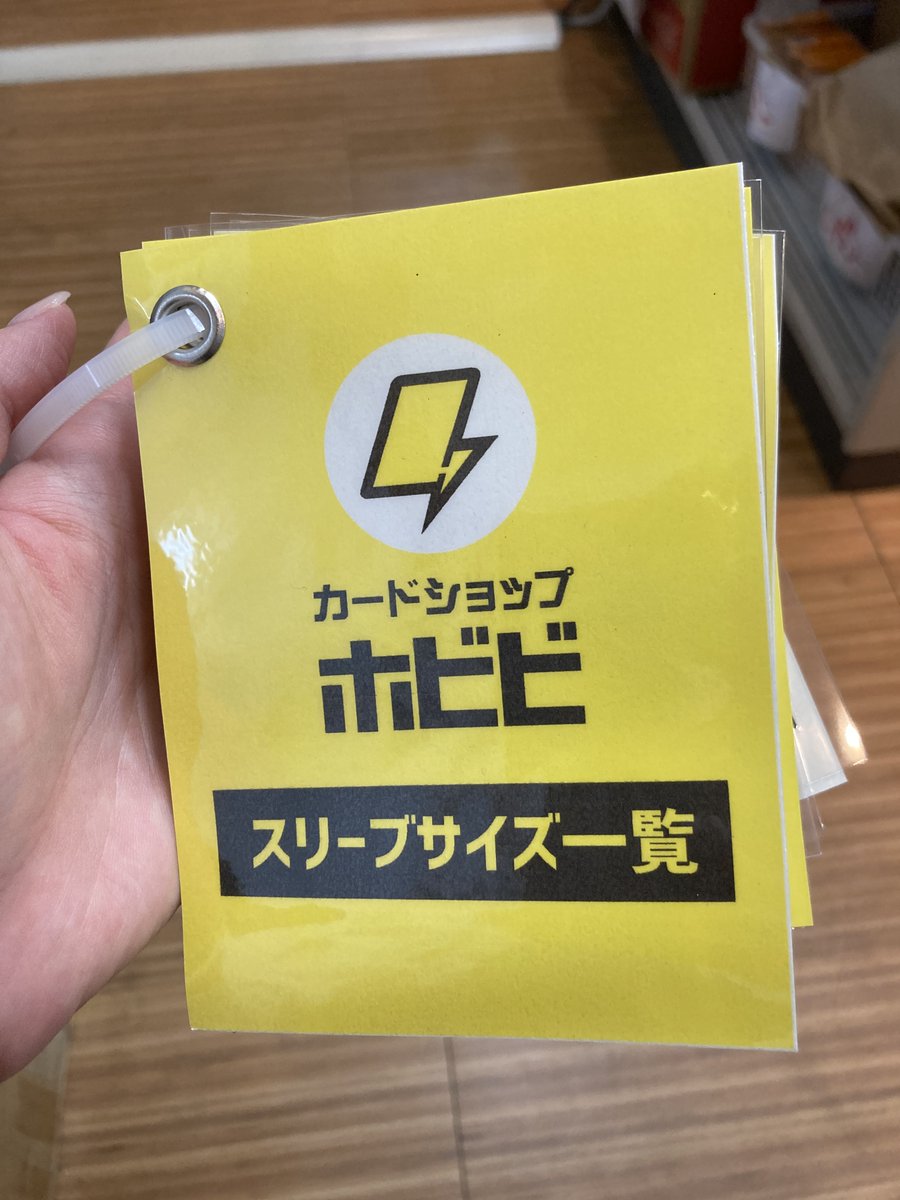 カードショップ
ホビビ
スリーブサイズ一覧